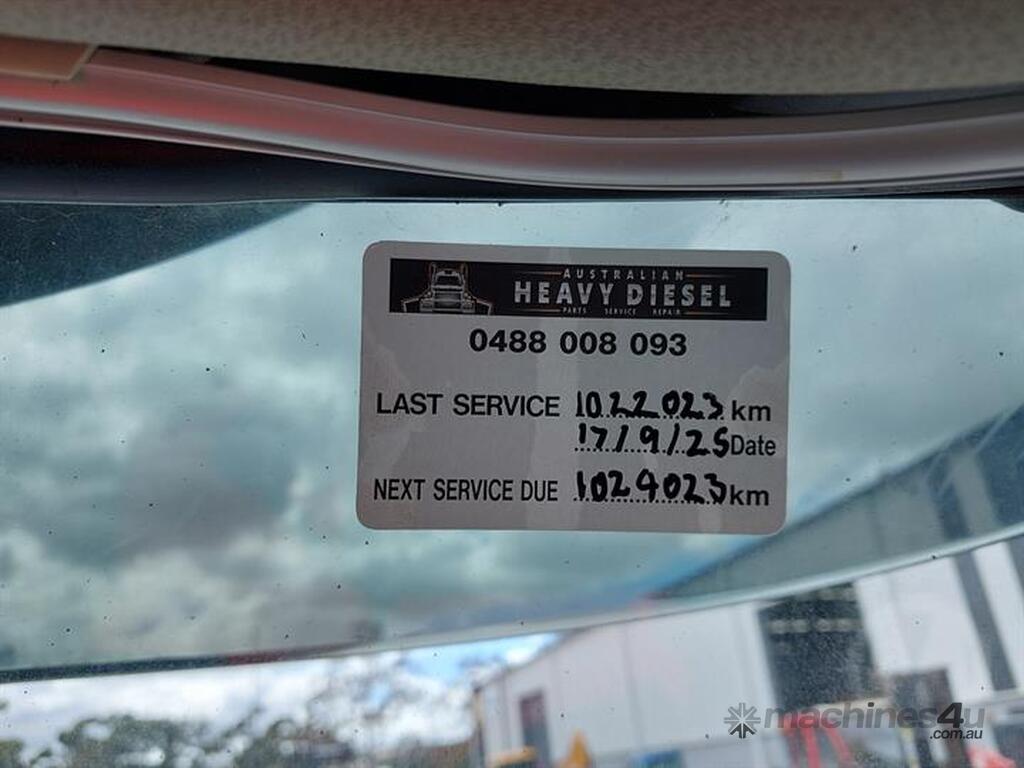 AUSTRALIAN
HEAVY DIESEL
PARTS SERVICE REPAIR
0488 008 093
LAST SERVICE 1022023 km
17/9/25 Date
NEXT SERVICE DUE 1029023 km
machines4u
.com.au